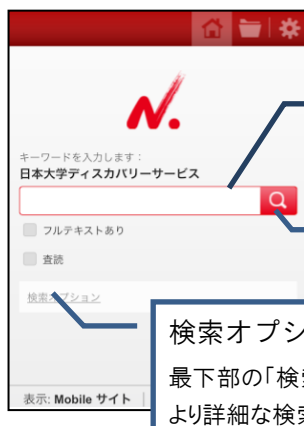 N.
キーワードを入力します：
日本大学ディスカバリーサービス
フルテキストあり
査読
検索オプション
検索オプシ
最下部の「検
より詳細な検
表示: Mobile サイト